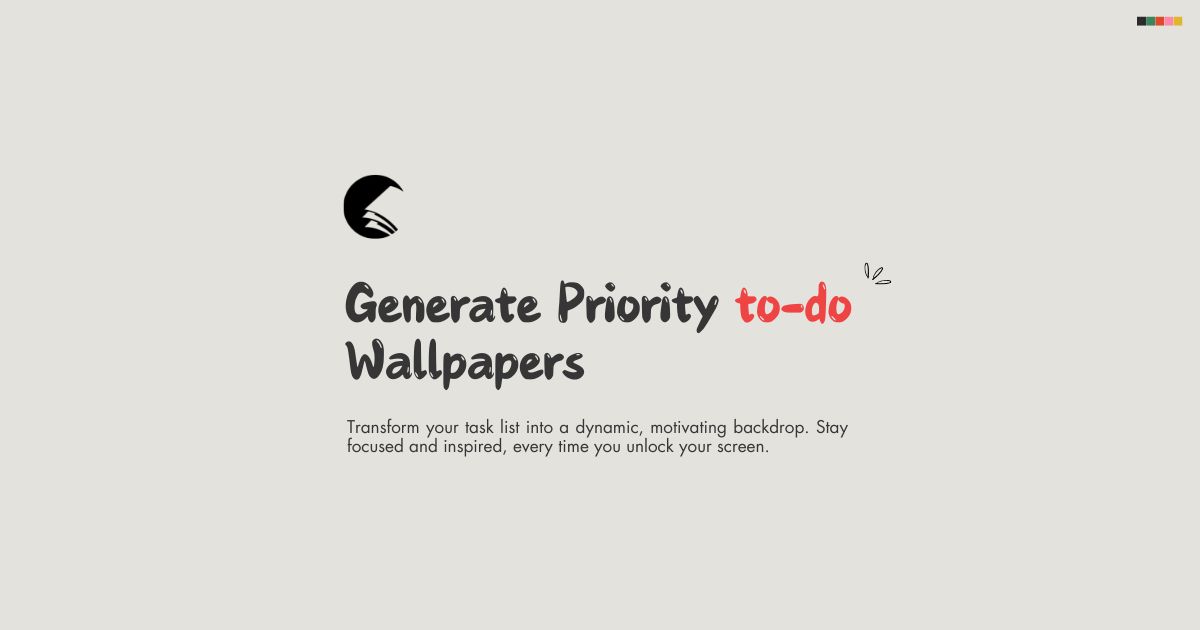 Generate Priority to-do
Wallpapers
Transform your task list into a dynamic, motivating backdrop. Stay
focused and inspired, every time you unlock your screen.